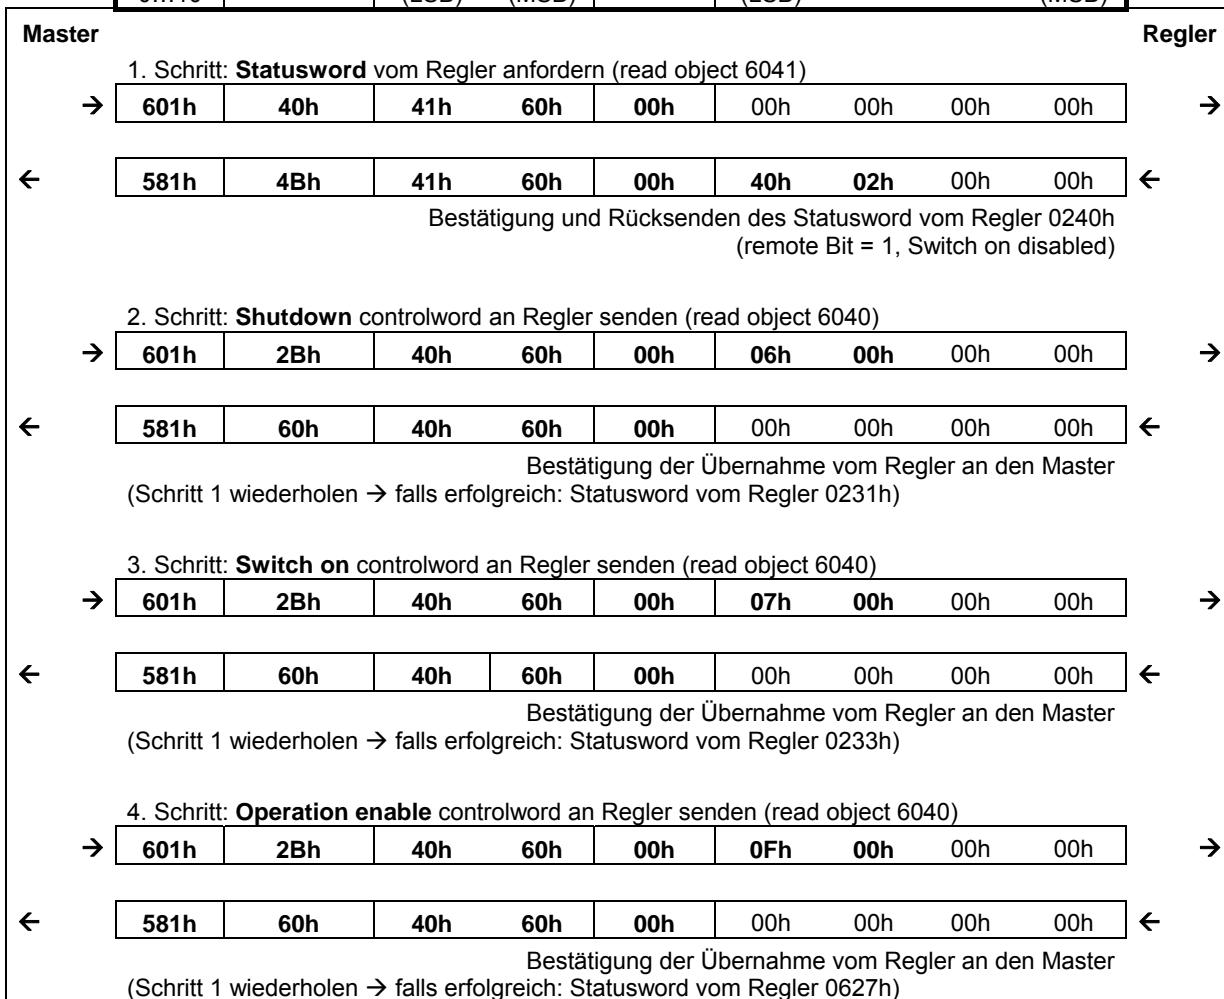 (LSB) (MSB) (LSB) (MSB)
Master Regler
1. Schritt: Statusword vom Regler anfordern (read object 6041)
→ 601h 40h 41h 60h 00h 00h 00h 00h 00h →
← 581h 4Bh 41h 60h 00h 40h 02h 00h 00h ←
Bestätigung und Rücksenden des Statusword vom Regler 0240h
(remote Bit = 1, Switch on disabled)
2. Schritt: Shutdown controlword an Regler senden (read object 6040)
→ 601h 2Bh 40h 60h 00h 06h 00h 00h 00h →
← 581h 60h 40h 60h 00h 00h 00h 00h 00h ←
Bestätigung der Übernahme vom Regler an den Master
(Schritt 1 wiederholen → falls erfolgreich: Statusword vom Regler 0231h)
3. Schritt: Switch on controlword an Regler senden (read object 6040)
→ 601h 2Bh 40h 60h 00h 07h 00h 00h 00h →
← 581h 60h 40h 60h 00h 00h 00h 00h 00h ←
Bestätigung der Übernahme vom Regler an den Master
(Schritt 1 wiederholen → falls erfolgreich: Statusword vom Regler 0233h)
4. Schritt: Operation enable controlword an Regler senden (read object 6040)
→ 601h 2Bh 40h 60h 00h 0Fh 00h 00h 00h →
← 581h 60h 40h 60h 00h 00h 00h 00h 00h ←
Bestätigung der Übernahme vom Regler an den Master
(Schritt 1 wiederholen → falls erfolgreich: Statusword vom Regler 0627h)